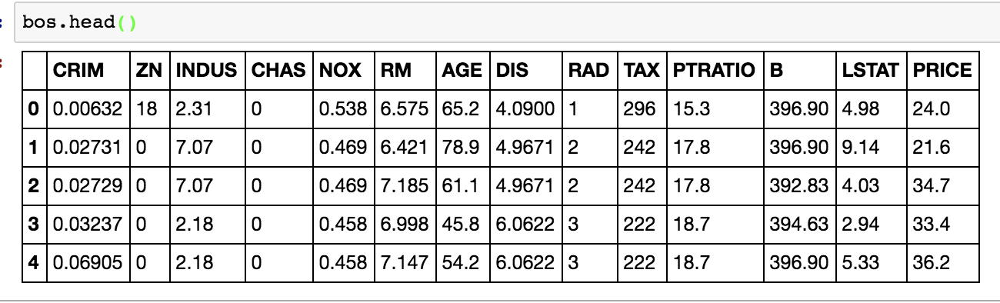 bos.head()
CRIM ZN INDUS CHAS NOX RM AGE DIS RAD TAX PTRATIO B LSTAT PRICE
0 0.00632 18 2.31 0 0.538 6.575 65.2 4.0900 1 296 15.3 396.90 4.98 24.0
1 0.02731 0 7.07 0 0.469 6.421 78.9 4.9671 2 242 17.8 396.90 9.14 21.6
2 0.02729 0 7.07 0 0.469 7.185 61.1 4.9671 2 242 17.8 392.83 4.03 34.7
3 0.03237 0 2.18 0 0.458 6.998 45.8 6.0622 3 222 18.7 394.63 2.94 33.4
4 0.06905 0 2.18 0 0.458 7.147 54.2 6.0622 3 222 18.7 396.90 5.33 36.2